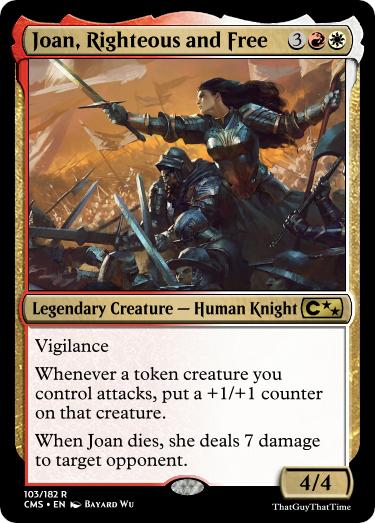 Joan, Righteous and Free 3
Legendary Creature — Human Knight C
Vigilance
Whenever a token creature you
control attacks, put a +1/+1 counter
on that creature.
When Joan dies, she deals 7 damage
to target opponent.
4/4
103/182 R
CMS • EN Bayard Wu
ThatGuyThatTime